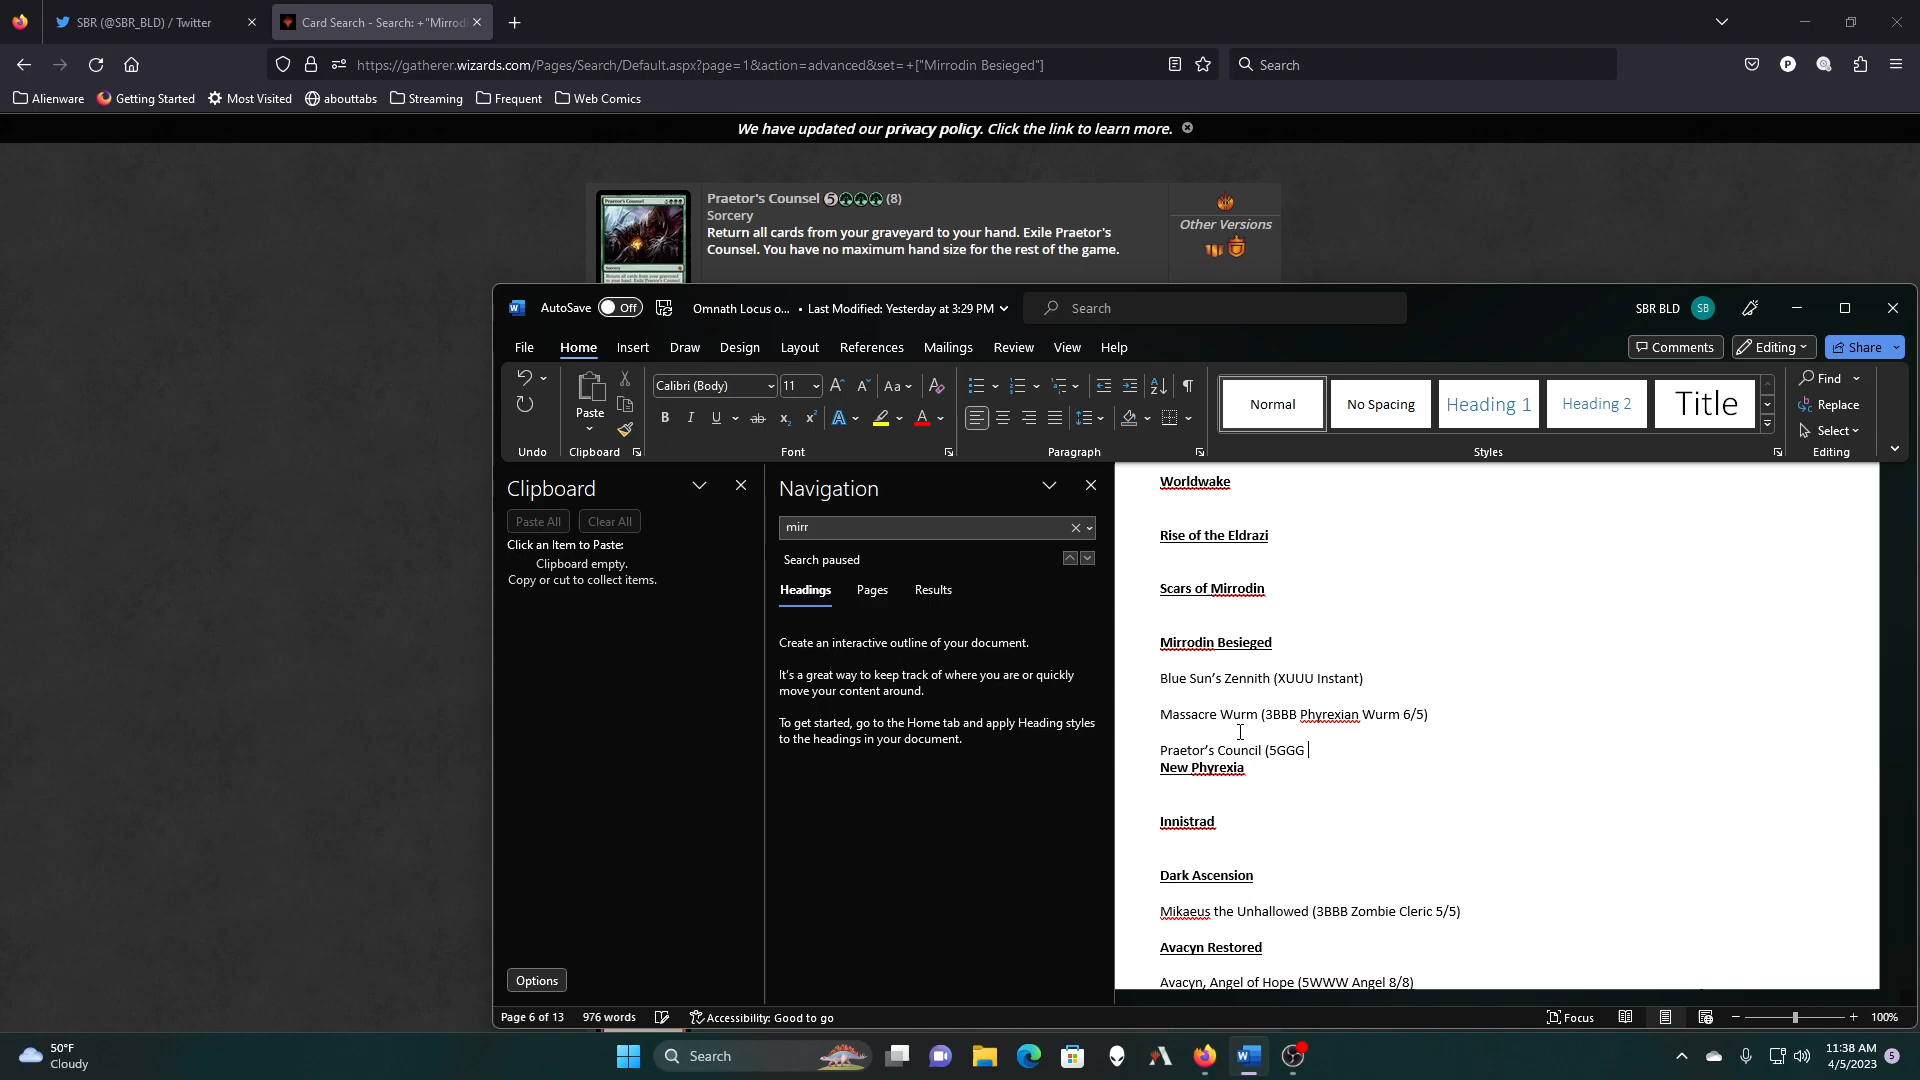 SBR (@SBR_BLD) / Twitter
Card Search - Search: +"Mirrod
https://gatherer.wizards.com/Pages/Search/Default.aspx?page=1&action=advanced&set=+["Mirrodin Besieged"]
Search
Alienware
Getting Started
Most Visited
abouttabs
Streaming
Frequent
Web Comics
We have updated our privacy policy. Click the link to learn more.
Praetor's Counsel 5 (8)
Sorcery
Return all cards from your graveyard to your hand. Exile Praetor's
Counsel. You have no maximum hand size for the rest of the game.
Other Versions
AutoSave Off
Omnath Locus o... • Last Modified: Yesterday at 3:29 PM
Search
SBR BLD SB
File Home Insert Draw Design Layout References Mailings Review View Help
Comments Editing Share
Paste
Calibri (Body) 11
Normal
No Spacing
Heading 1
Heading 2
Title
Find
Replace
Select
Undo
Clipboard
Font
Paragraph
Styles
Editing
Clipboard
Paste All Clear All
Click an Item to Paste:
Clipboard empty.
Copy or cut to collect items.
Options
Navigation
mirr
Search paused
Headings Pages Results
Create an interactive outline of your document.
It's a great way to keep track of where you are or quickly
move your content around.
To get started, go to the Home tab and apply Heading styles
to the headings in your document.
Worldwake
Rise of the Eldrazi
Scars of Mirrodin
Mirrodin Besieged
Blue Sun's Zennith (XUUU Instant)
Massacre Wurm (3BBB Phyrexian Wurm 6/5)
Praetor's Council (5GGG
New Phyrexia
Innistrad
Dark Ascension
Mikaeus the Unhallowed (3BBB Zombie Cleric 5/5)
Avacyn Restored
Avacyn, Angel of Hope (5WWW Angel 8/8)
Page 6 of 13 976 words Accessibility: Good to go
Focus
100%
50°F
Cloudy
Search
11:38 AM
4/5/2023
5